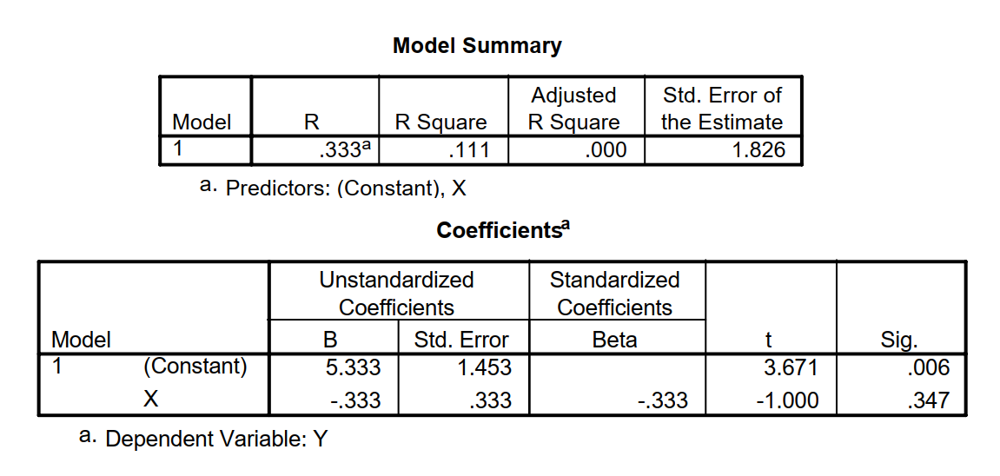 Model Summary
Model R R Square Adjusted R Square Std. Error of the Estimate
1 .333a .111 .000 1.826
a. Predictors: (Constant), X
Coefficientsa
Unstandardized Coefficients Standardized Coefficients
Model B Std. Error Beta t Sig.
1 (Constant) 5.333 1.453 3.671 .006
X -.333 .333 -.333 -1.000 .347
a. Dependent Variable: Y